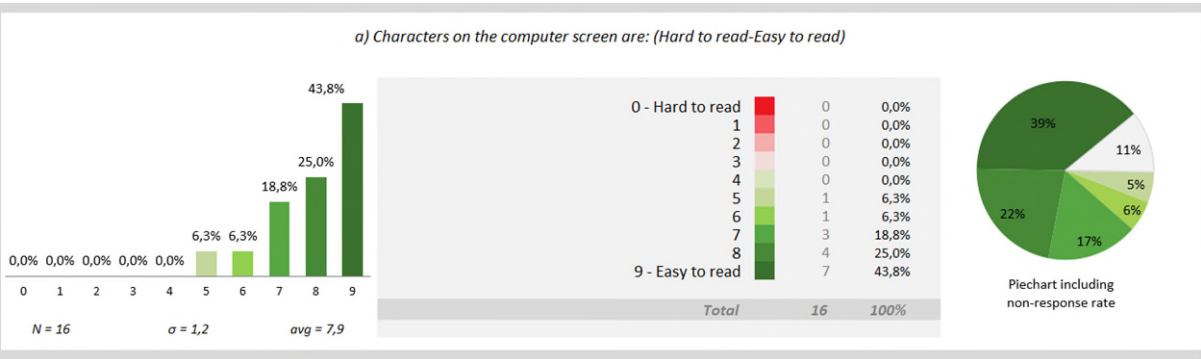 a) Characters on the computer screen are: (Hard to read-Easy to read)
43,8%
25,0%
18,8%
6,3% 6,3%
0,0% 0,0% 0,0% 0,0% 0,0%
0 1 2 3 4 5 6 7 8 9
N = 16 σ = 1,2 avg = 7,9
0 - Hard to read 0 0,0%
1 0 0,0%
2 0 0,0%
3 0 0,0%
4 0 0,0%
5 1 6,3%
6 1 6,3%
7 3 18,8%
8 4 25,0%
9 - Easy to read 7 43,8%
Total 16 100%
39%
11%
5%
6%
17%
22%
Piechart including
non-response rate